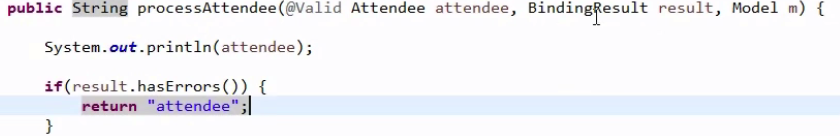 public String processAttendee(@Valid Attendee attendee, BindingResult result, Model m) {
System.out.println(attendee);
if(result.hasErrors()) {
return "attendee";
}